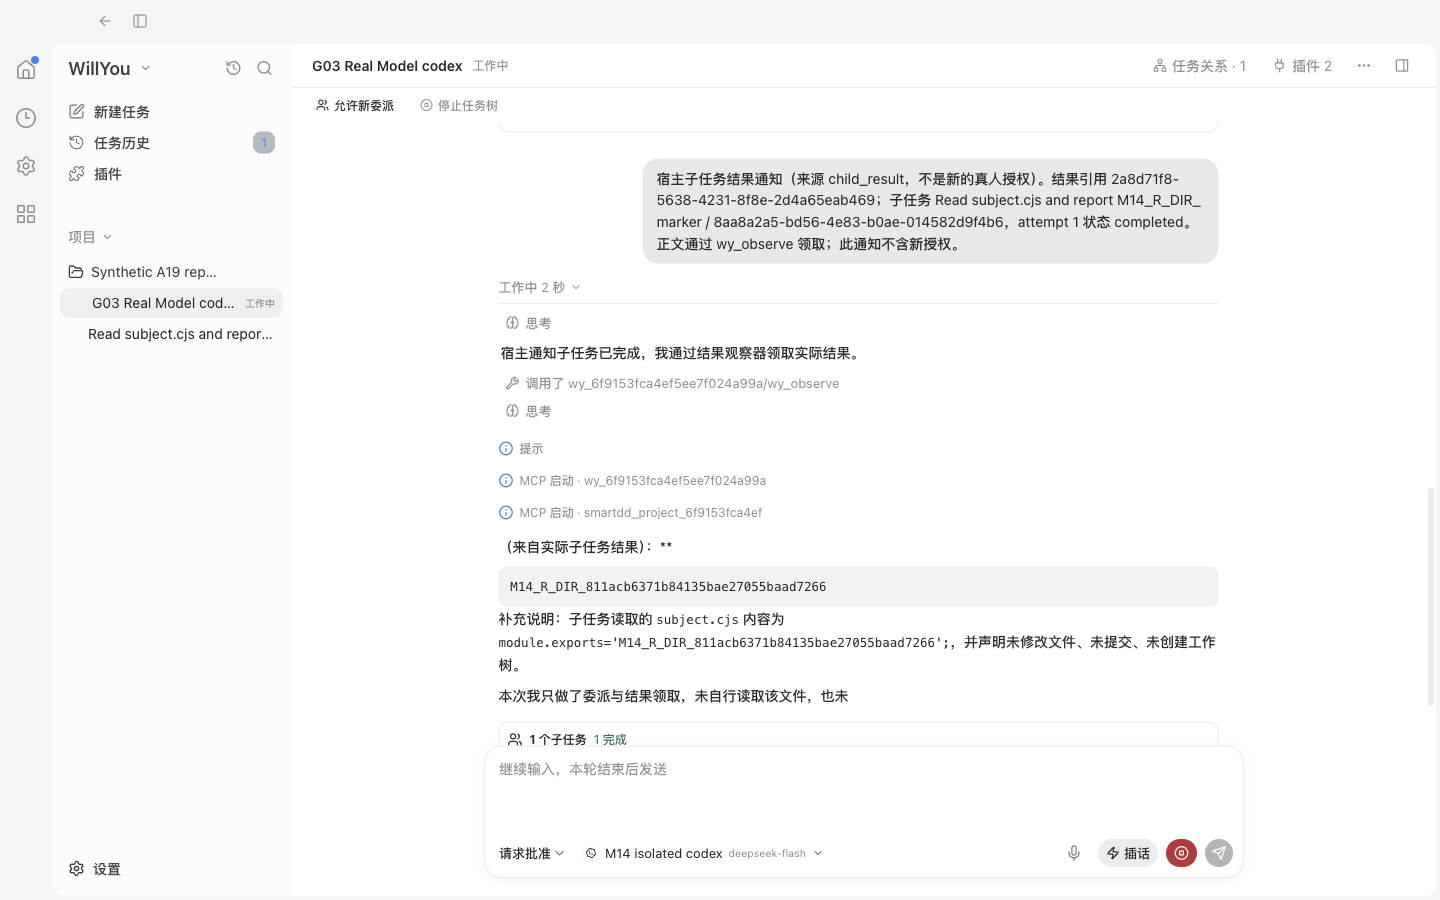 WillYou
新建任务
任务历史
1
插件
项目
Synthetic A19 rep...
G03 Real Model cod... 工作中
Read subject.cjs and repor...
设置
G03 Real Model codex 工作中
任务关系 · 1
插件 2
允许新委派
停止任务树
宿主子任务结果通知（来源 child_result，不是新的真人授权）。结果引用 2a8d71f8-
5638-4231-8f8e-2d4a65eab469；子任务 Read subject.cjs and report M14_R_DIR_
marker / 8aa8a2a5-bd56-4e83-b0ae-014582d9f4b6，attempt 1 状态 completed。
正文通过 wy_observe 领取；此通知不含新授权。
工作中 2 秒
思考
宿主通知子任务已完成，我通过结果观察器领取实际结果。
调用了 wy_6f9153fca4ef5ee7f024a99a/wy_observe
思考
提示
MCP 启动 · wy_6f9153fca4ef5ee7f024a99a
MCP 启动 · smartdd_project_6f9153fca4ef
（来自实际子任务结果）：**
M14_R_DIR_811acb6371b84135bae27055baad7266
补充说明：子任务读取的 subject.cjs 内容为
module.exports='M14_R_DIR_811acb6371b84135bae27055baad7266';，并声明未修改文件、未提交、未创建工作
树。
本次我只做了委派与结果领取，未自行读取该文件，也未
1 个子任务 1 完成
继续输入，本轮结束后发送
请求批准
M14 isolated codex deepseek-flash
插话